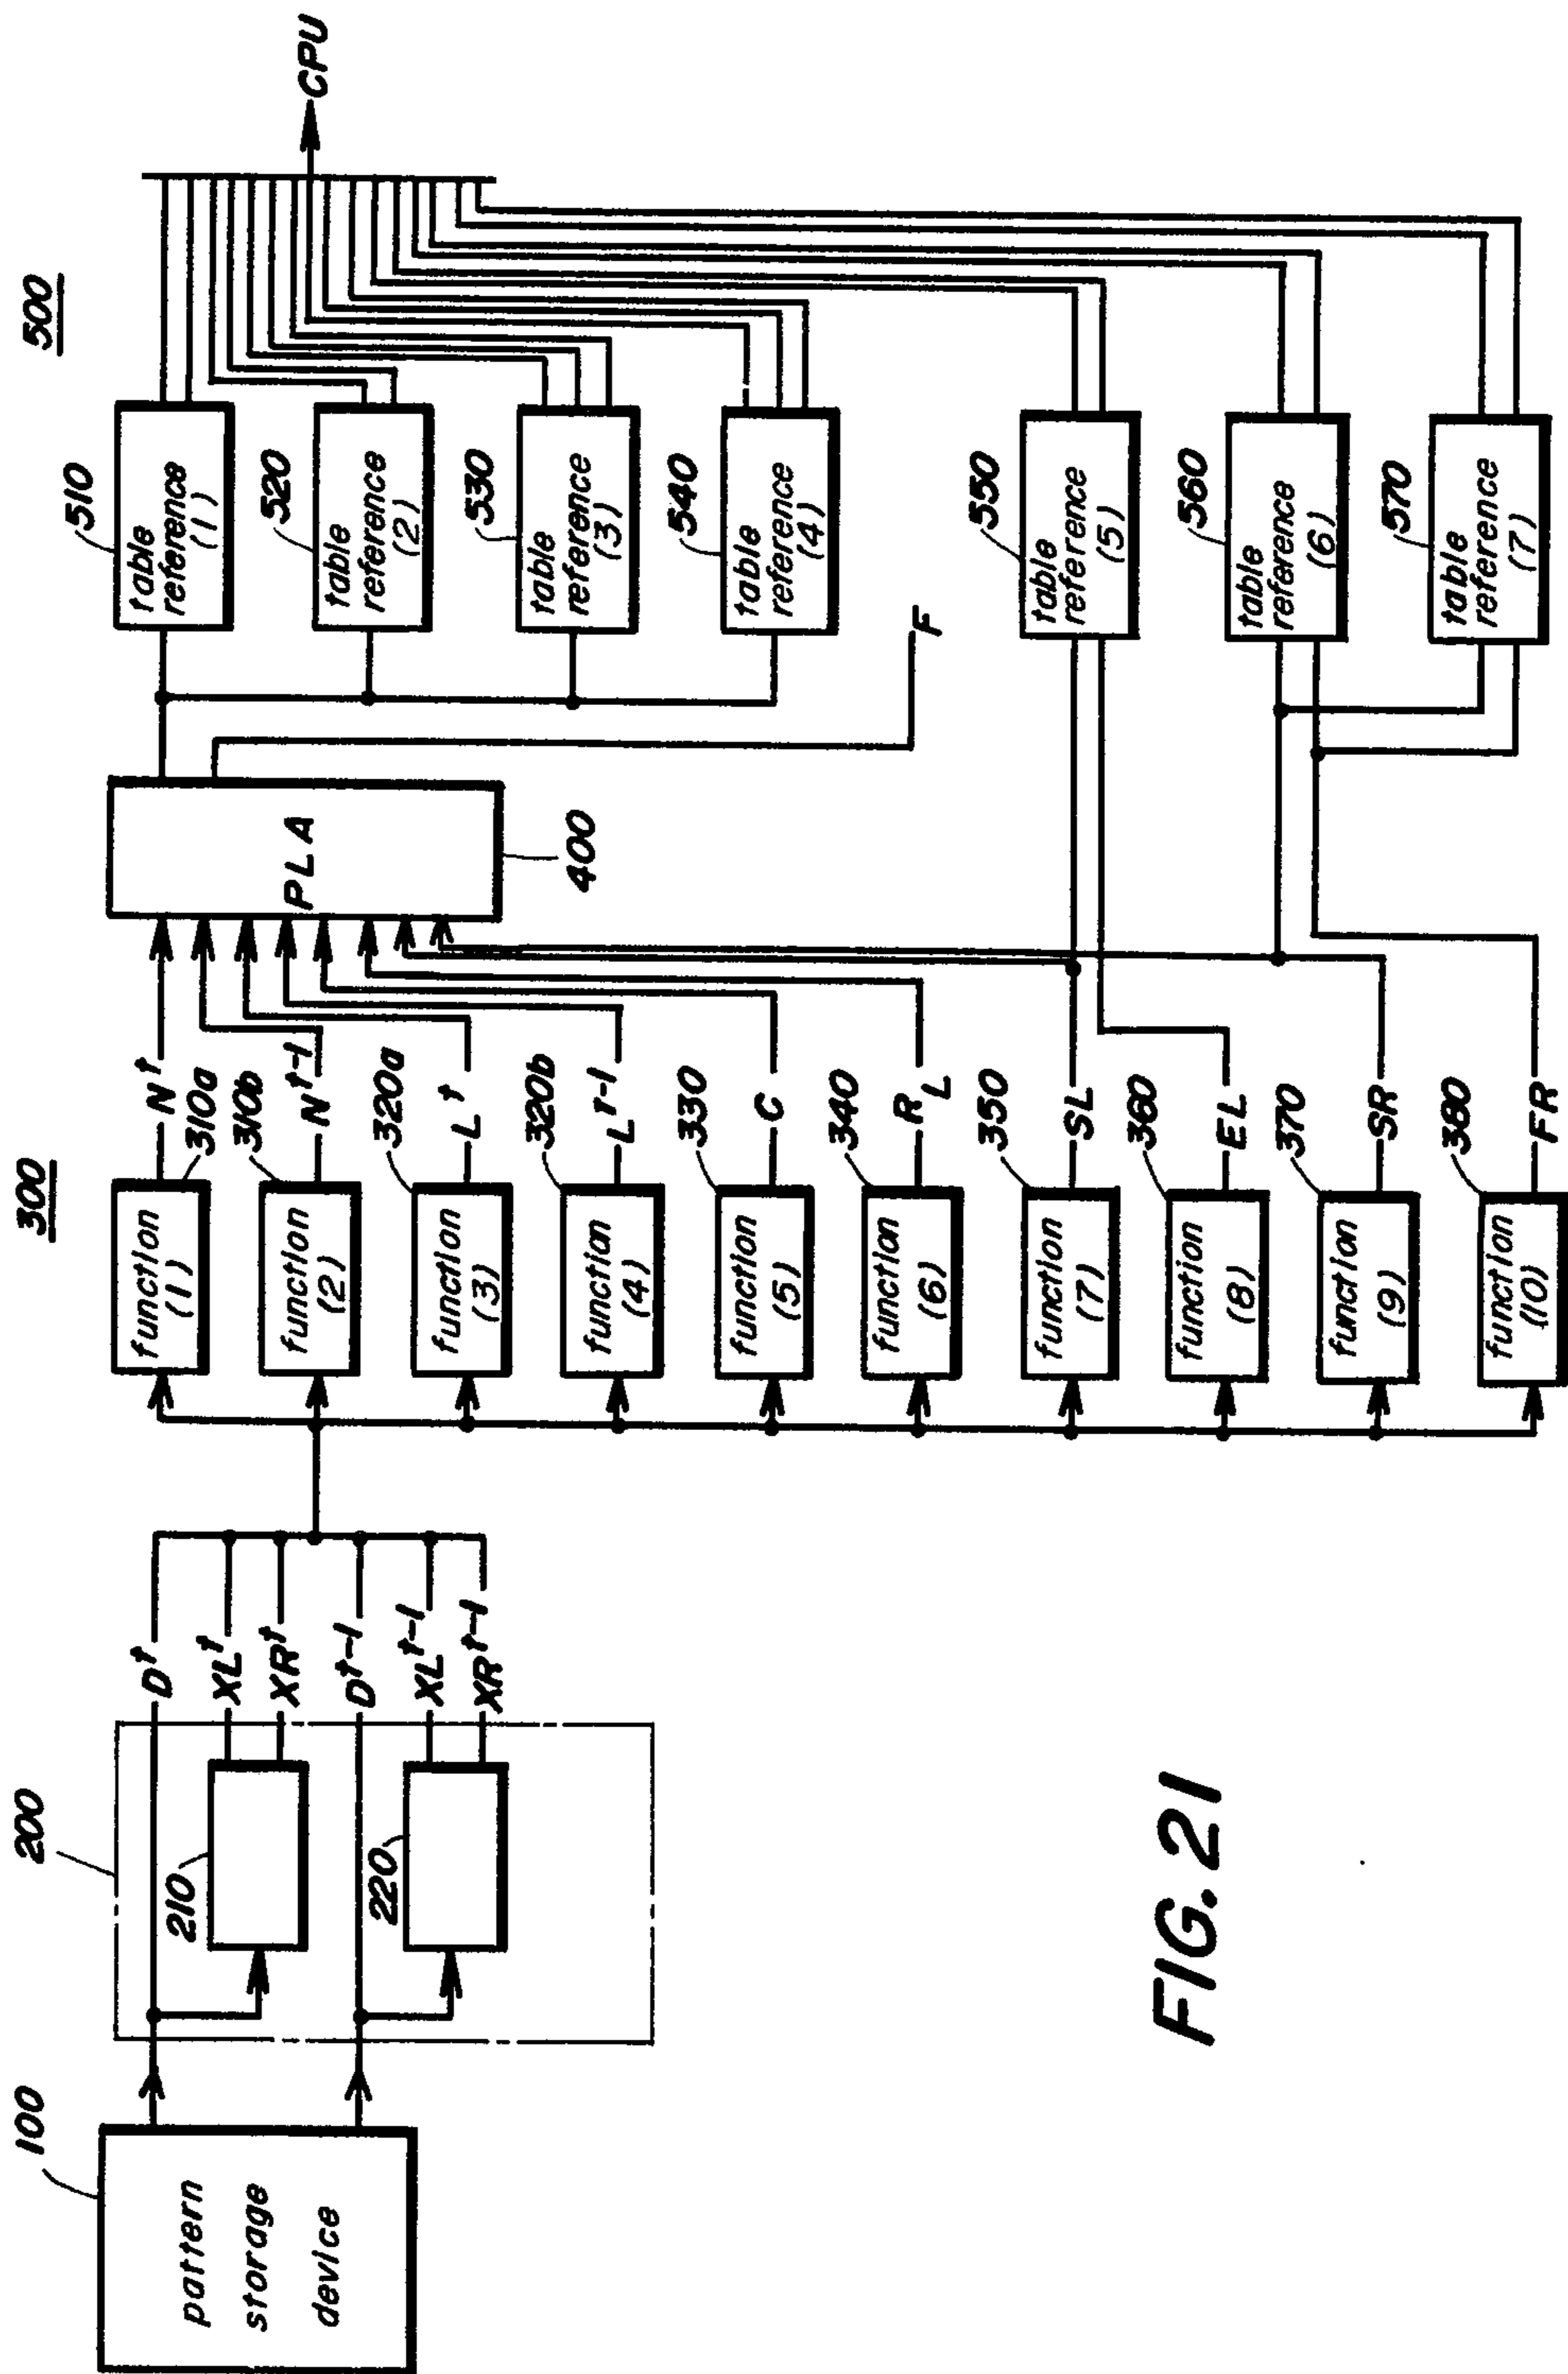 100
pattern
storage
device
200
210
220
D^t
XL^t
XR^t
D^t-1
XL^t-1
XR^t-1
300
function
(1)
N^t
310a
function
(2)
310b
N^t-1
function
(3)
320a
L^t
function
(4)
320b
L^t-1
function
(5)
330
C
function
(6)
340
R_L
function
(7)
350
SL
function
(8)
360
EL
function
(9)
370
SR
function
(10)
380
FR
PLA
400
F
500
510
table
reference
(1)
520
table
reference
(2)
530
table
reference
(3)
540
table
reference
(4)
550
table
reference
(5)
560
table
reference
(6)
570
table
reference
(7)
CPU
FIG. 21